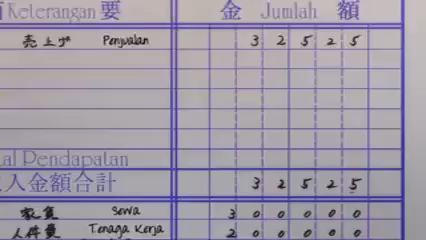 Keterangan 要 金 Jumlah 額
売上げ Penjualan 3 2 5 2 5
al Pendapatan
入金額合計 3 2 5 2 5
家賃 Sewa 3 0 0 0 0 0
人件費 Tenaga Kerja 2 0 0 0 0 0